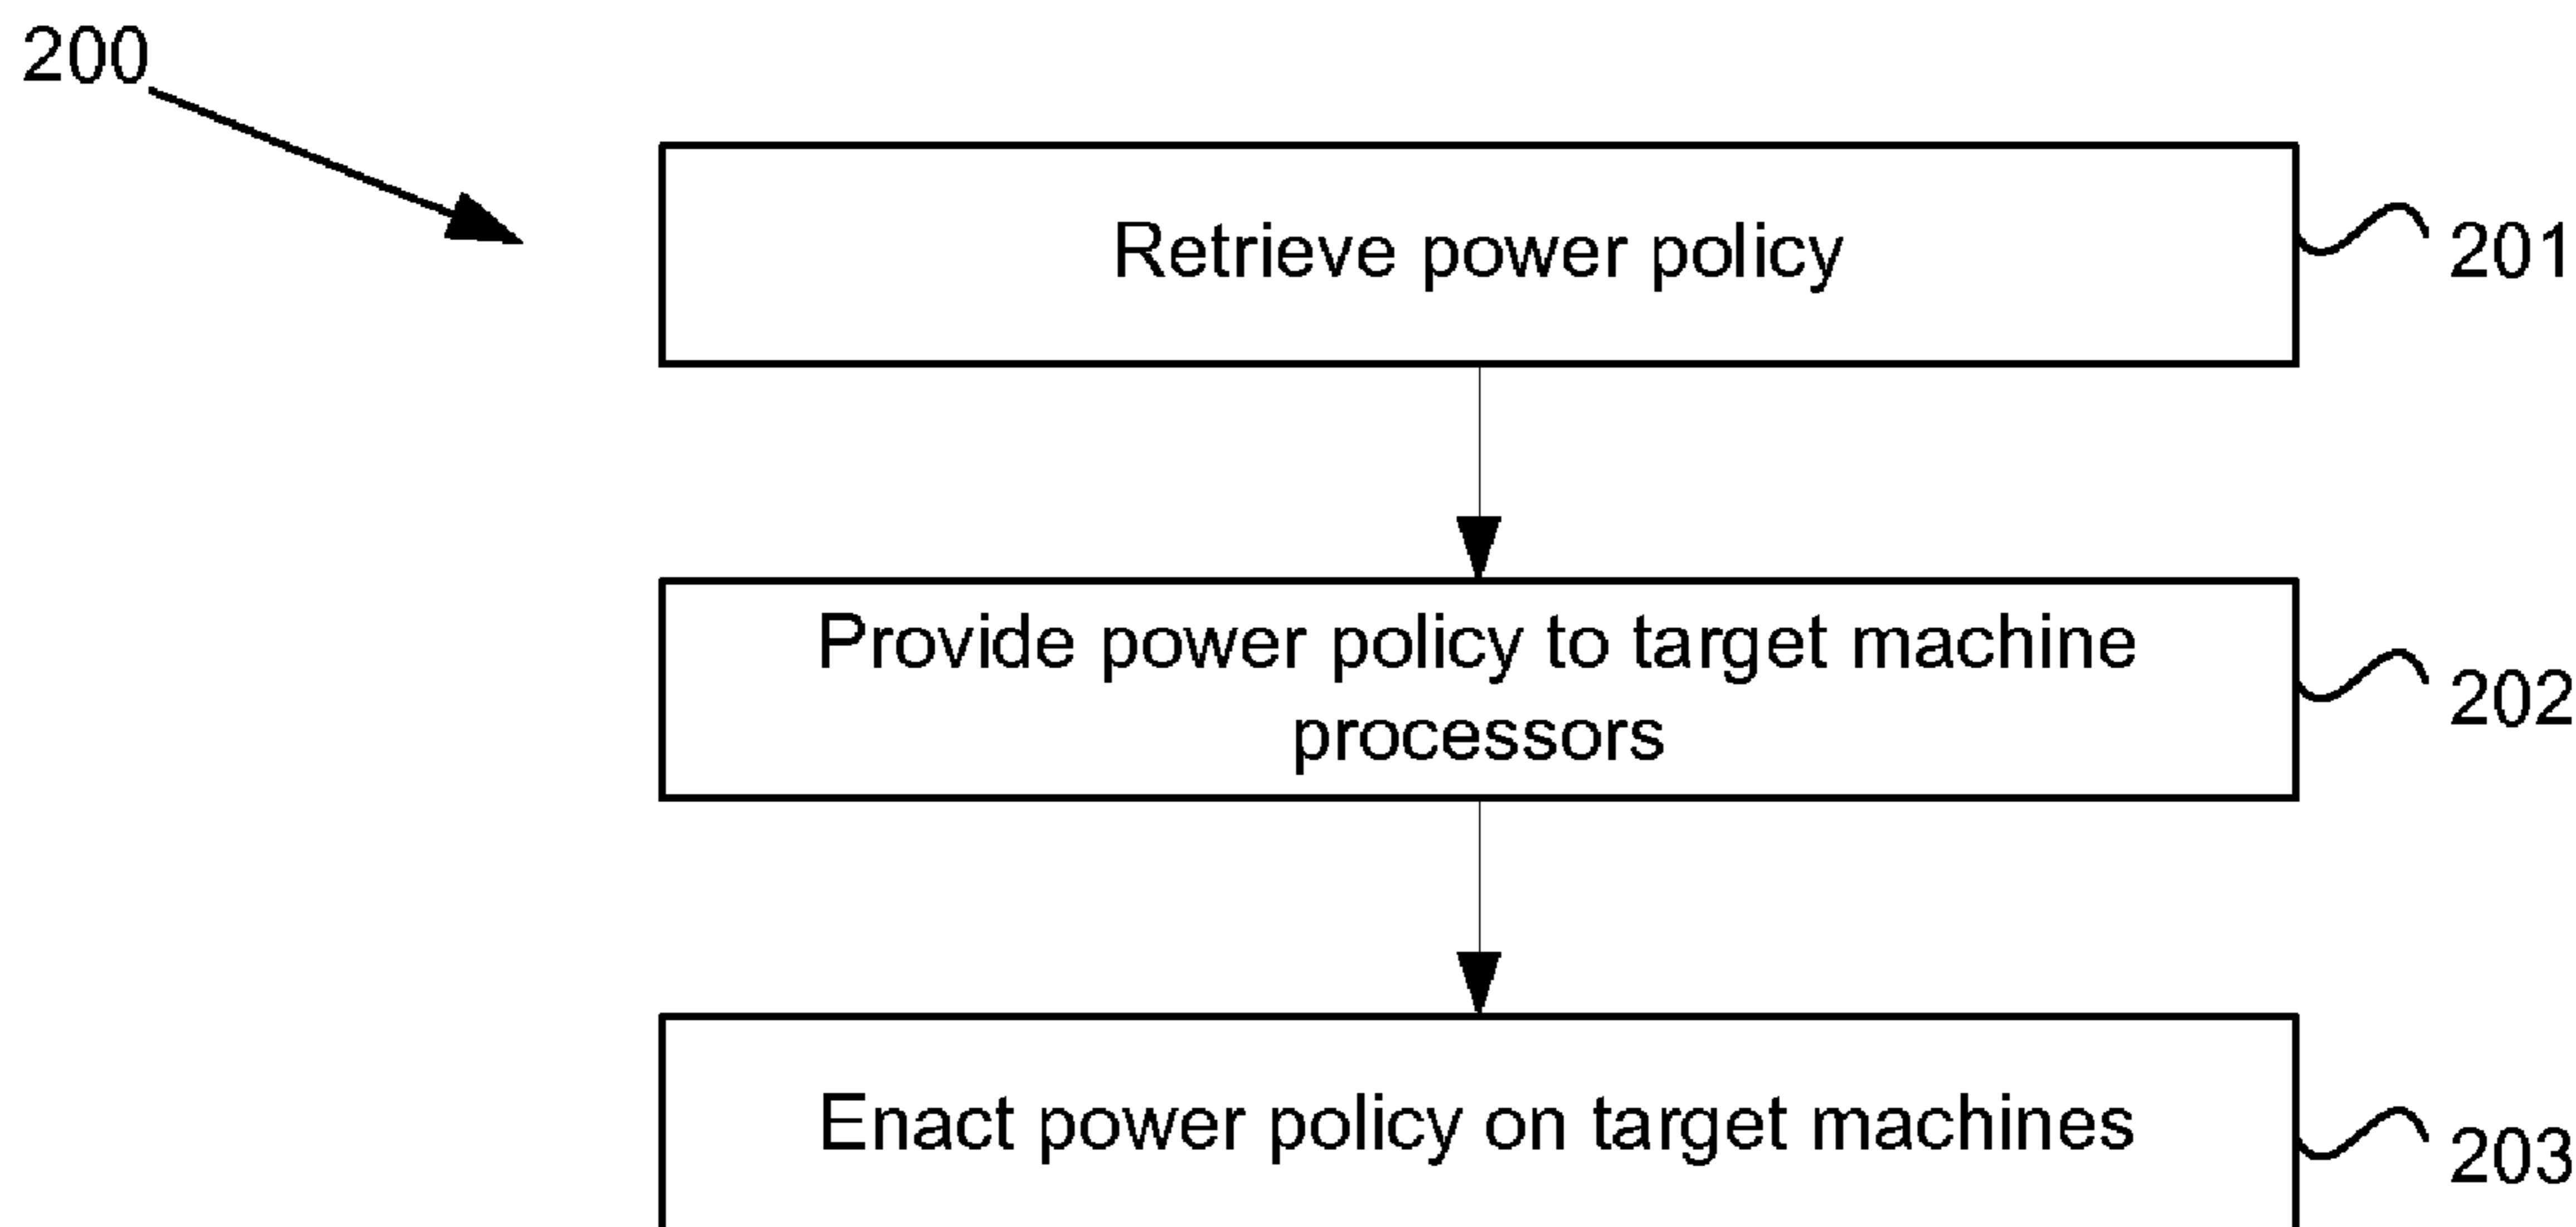 200
Retrieve power policy
201
Provide power policy to target machine
processors
202
Enact power policy on target machines
203